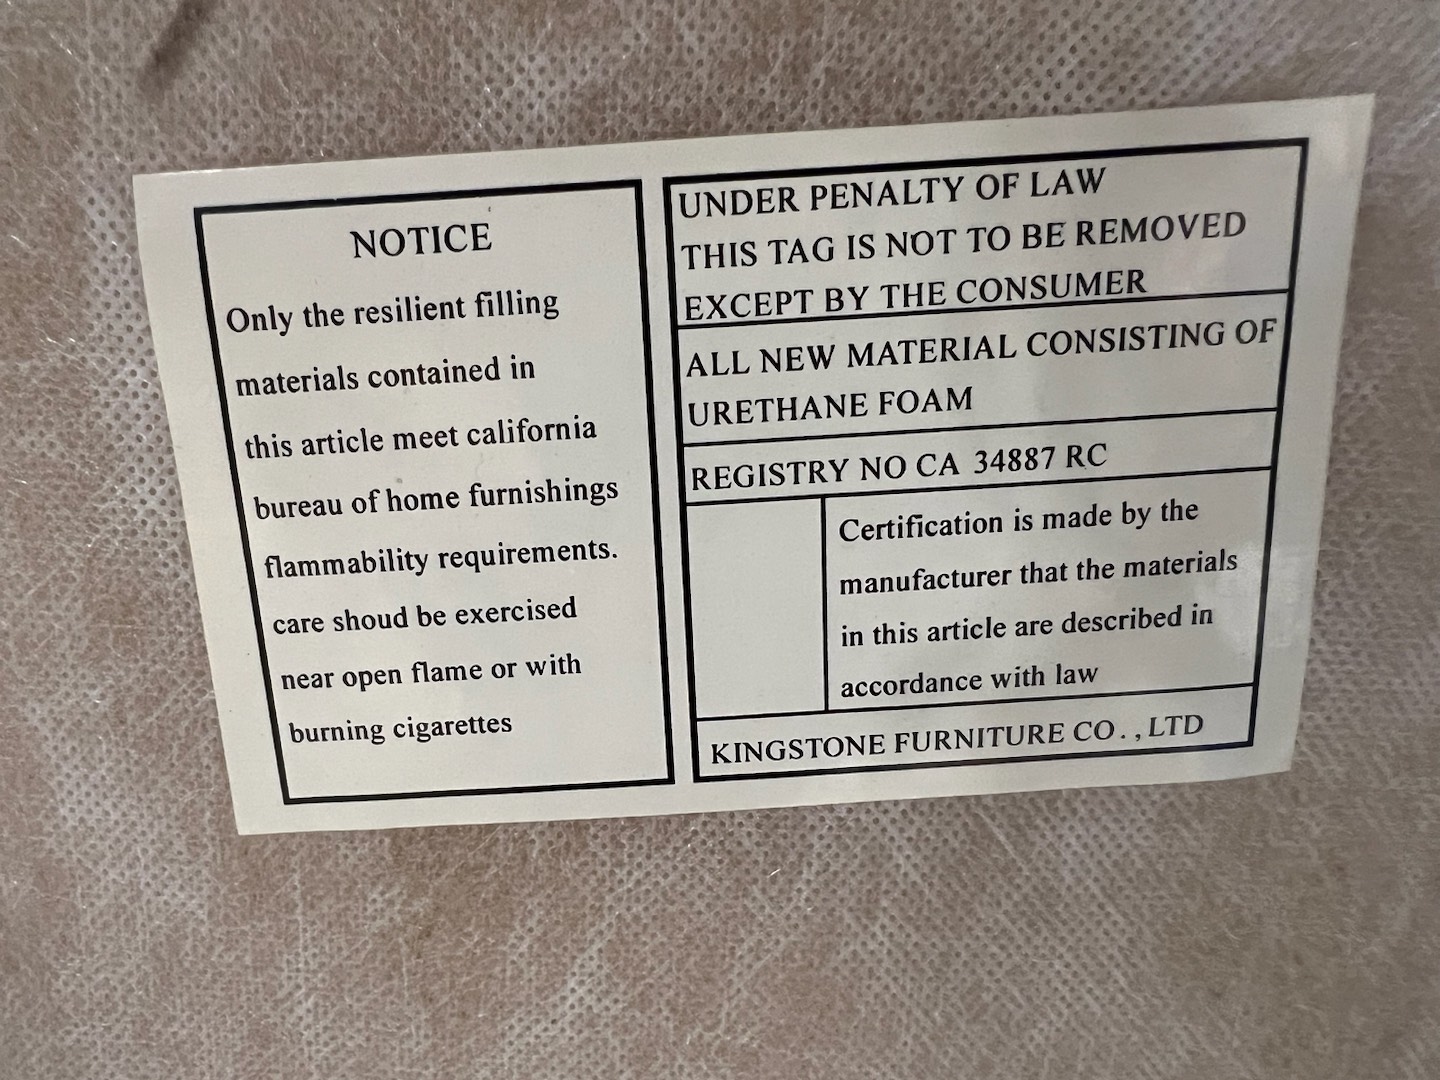 NOTICE
Only the resilient filling
materials contained in
this article meet california
bureau of home furnishings
flammability requirements.
care shoud be exercised
near open flame or with
burning cigarettes
UNDER PENALTY OF LAW
THIS TAG IS NOT TO BE REMOVED
EXCEPT BY THE CONSUMER
ALL NEW MATERIAL CONSISTING OF
URETHANE FOAM
REGISTRY NO CA 34887 RC
Certification is made by the
manufacturer that the materials
in this article are described in
accordance with law
KINGSTONE FURNITURE CO.,LTD